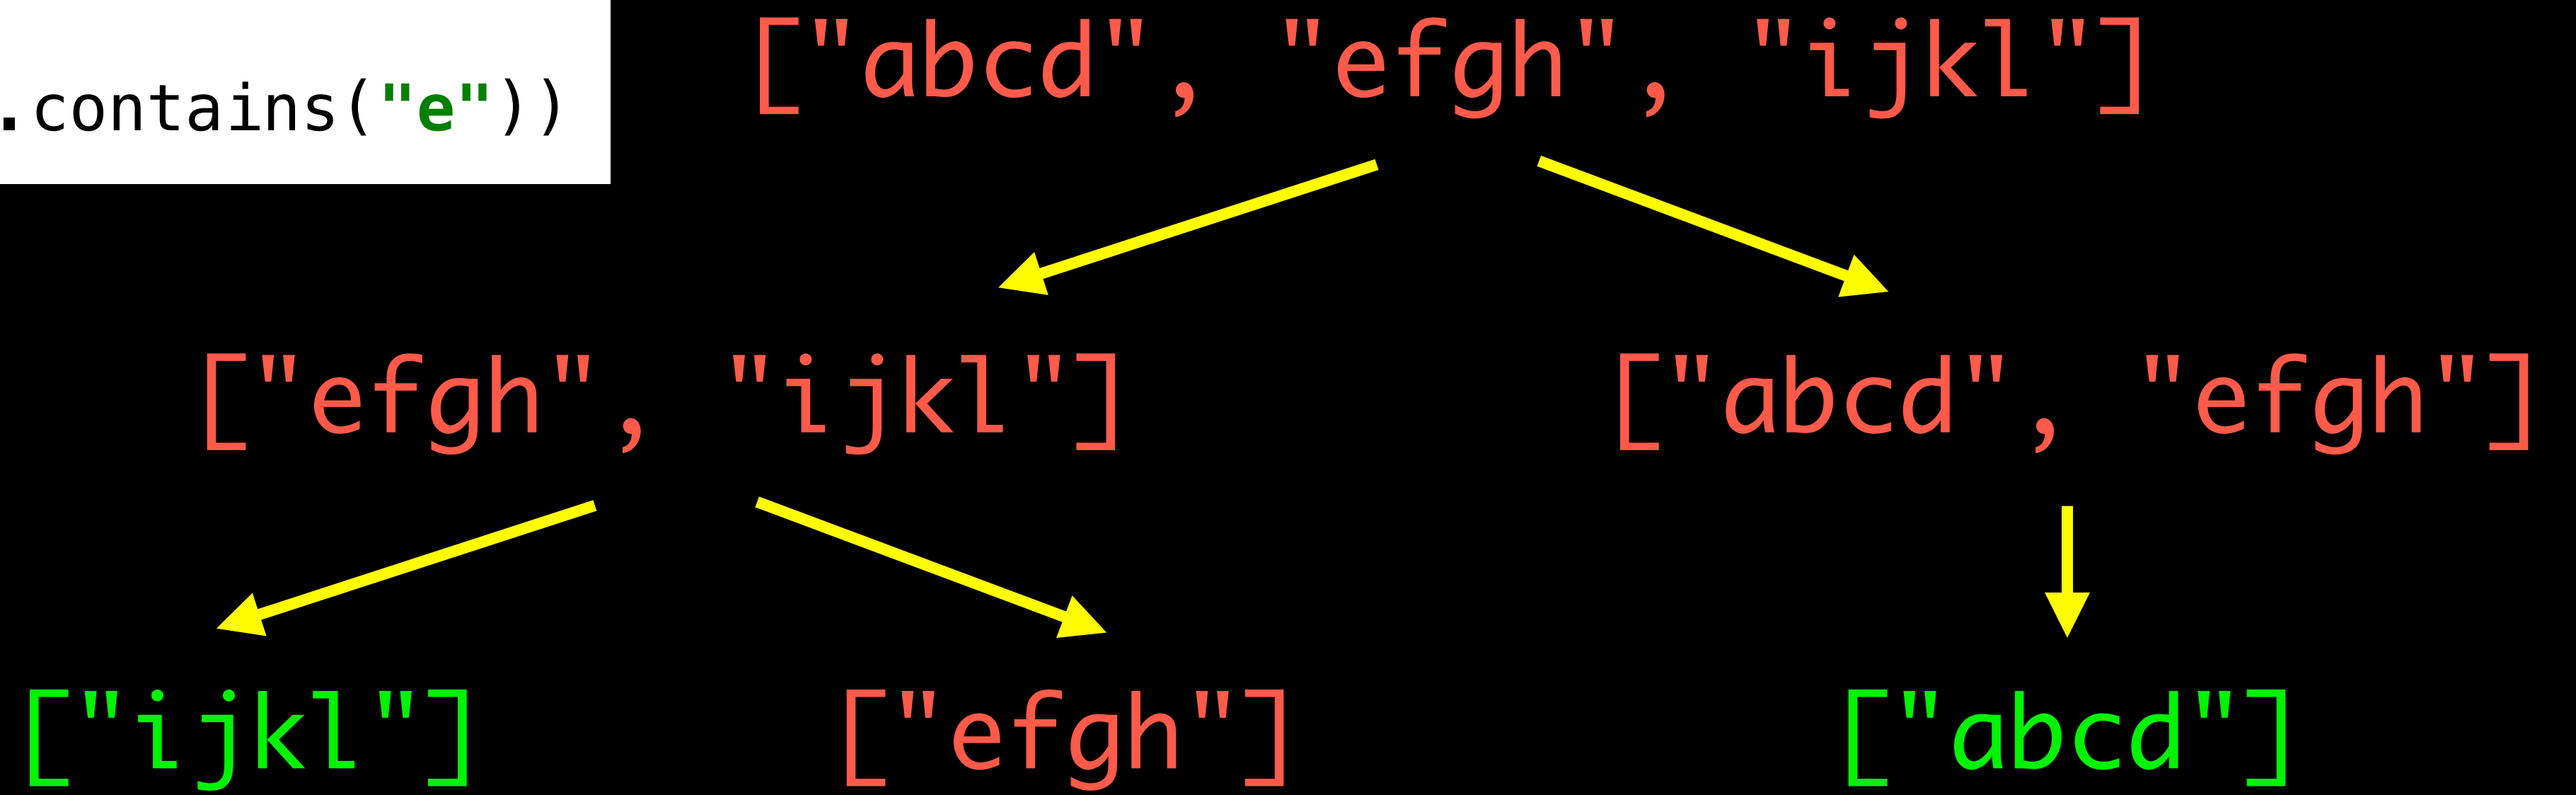 ["abcd", "efgh", "ijkl"]
.contains("e"))
["efgh", "ijkl"]
["abcd", "efgh"]
["ijkl"]
["efgh"]
["abcd"]